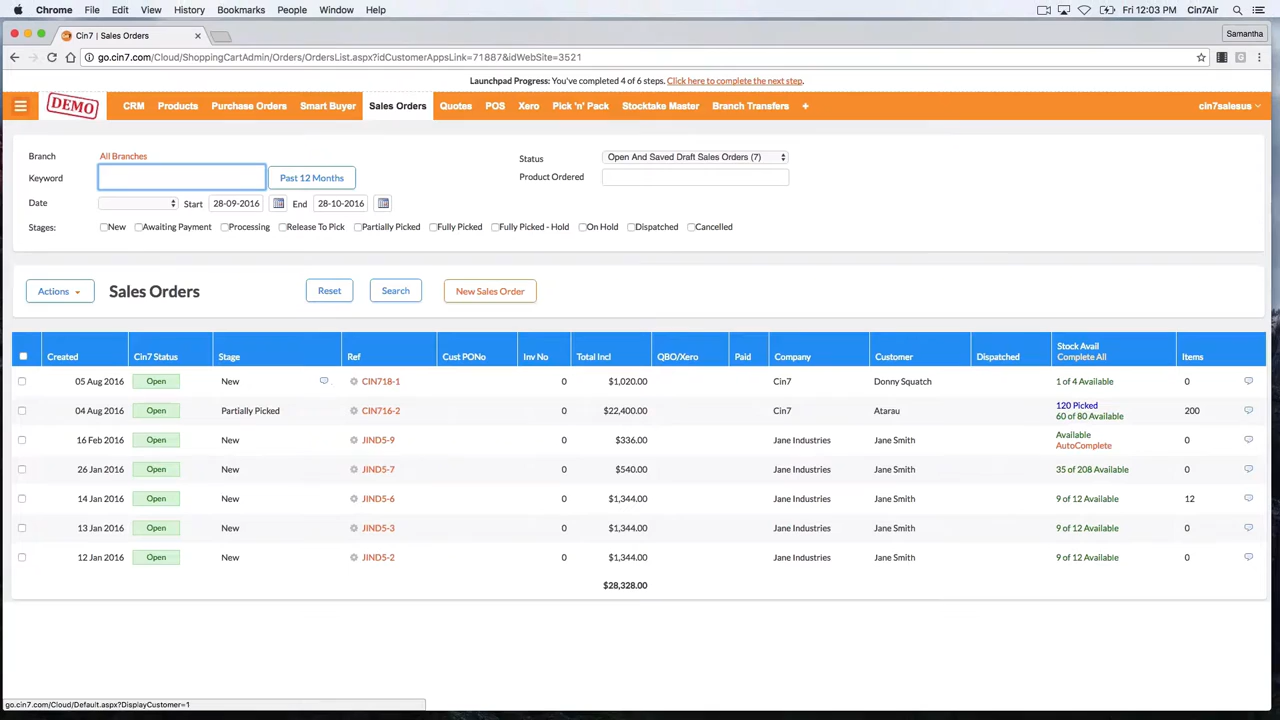 Chrome File Edit View History Bookmarks People Window Help Fri 12:03 PM Cin7Air
Cin7 | Sales Orders Samantha
go.cin7.com/Cloud/ShoppingCartAdmin/Orders/OrdersList.aspx?idCustomerAppsLink=71887&idWebSite=3521
Launchpad Progress: You've completed 4 of 6 steps. Click here to complete the next step.
DEMO CRM Products Purchase Orders Smart Buyer Sales Orders Quotes POS Xero Pick 'n' Pack Stocktake Master Branch Transfers + cin7salesus
Branch All Branches Status Open And Saved Draft Sales Orders (7)
Keyword Past 12 Months Product Ordered
Date Start 28-09-2016 End 28-10-2016
Stages: New Awaiting Payment Processing Release To Pick Partially Picked Fully Picked Fully Picked - Hold On Hold Dispatched Cancelled
Actions Sales Orders Reset Search New Sales Order
Created Cin7 Status Stage Ref Cust PONo Inv No Total Incl QBO/Xero Paid Company Customer Dispatched Stock Avail Complete All Items
05 Aug 2016 Open New CIN718-1 0 $1,020.00 Cin7 Donny Squatch 1 of 4 Available 0
04 Aug 2016 Open Partially Picked CIN716-2 0 $22,400.00 Cin7 Atarau 120 Picked 60 of 80 Available 200
16 Feb 2016 Open New JIND5-9 0 $336.00 Jane Industries Jane Smith Available AutoComplete 0
26 Jan 2016 Open New JIND5-7 0 $540.00 Jane Industries Jane Smith 35 of 208 Available 0
14 Jan 2016 Open New JIND5-6 0 $1,344.00 Jane Industries Jane Smith 9 of 12 Available 12
13 Jan 2016 Open New JIND5-3 0 $1,344.00 Jane Industries Jane Smith 9 of 12 Available 0
12 Jan 2016 Open New JIND5-2 0 $1,344.00 Jane Industries Jane Smith 9 of 12 Available 0
$28,328.00
go.cin7.com/Cloud/Default.aspx?DisplayCustomer=1